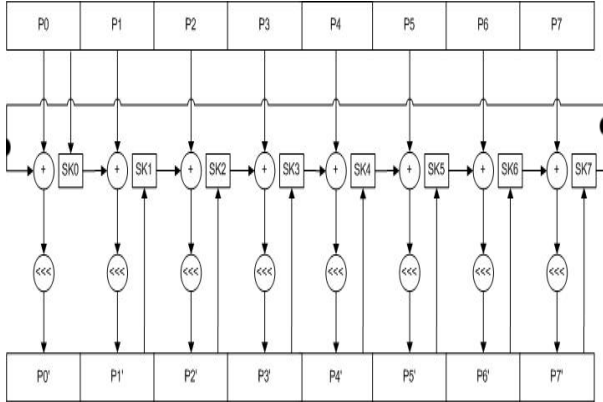 P0 P1 P2 P3 P4 P5 P6 P7
+ SK0 + SK1 + SK2 + SK3 + SK4 + SK5 + SK6 + SK7
<<< <<< <<< <<< <<< <<< <<< <<<
P0' P1' P2' P3' P4' P5' P6' P7'